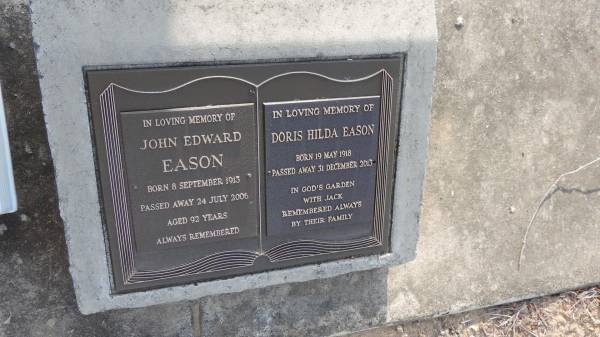 IN LOVING MEMORY OF
JOHN EDWARD
EASON
BORN 8 SEPTEMBER 1913
PASSED AWAY 24 JULY 2006
AGED 92 YEARS
ALWAYS REMEMBERED
IN LOVING MEMORY OF
DORIS HILDA EASON
BORN 19 MAY 1918
PASSED AWAY 31 DECEMBER 2013
IN GOD'S GARDEN
WITH JACK
REMEMBERED ALWAYS
BY THEIR FAMILY